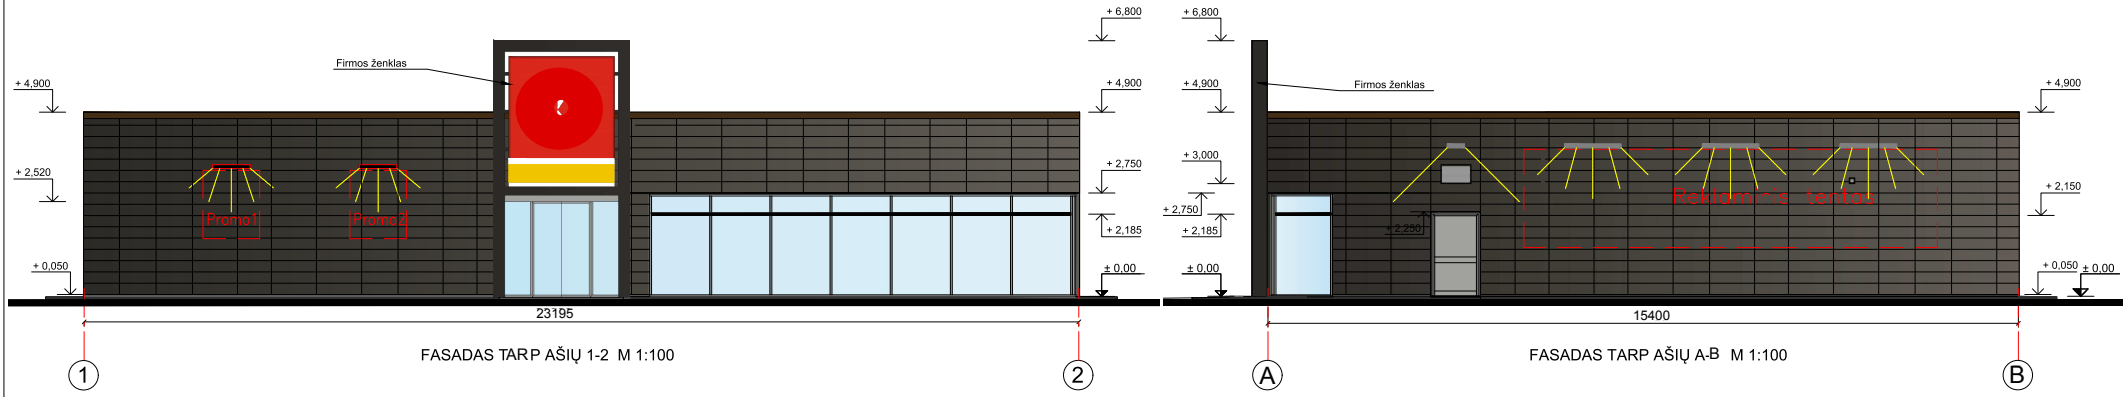 + 6,800
+ 6,800
Firmos ženklas
+ 4,900
+ 4,900
+ 4,900
Firmos ženklas
+ 4,900
+ 2,520
+ 2,750
+ 3,000
+ 2,150
Reklaminis tentas
+ 2,750
Promo1
Promo2
+ 2,185
+ 2,185
+ 2,250
+ 0,050
± 0,00
± 0,00
+ 0,050
± 0,00
23195
15400
FASADAS TARP AŠIŲ 1-2 M 1:100
FASADAS TARP AŠIŲ A-B M 1:100
1
2
A
B